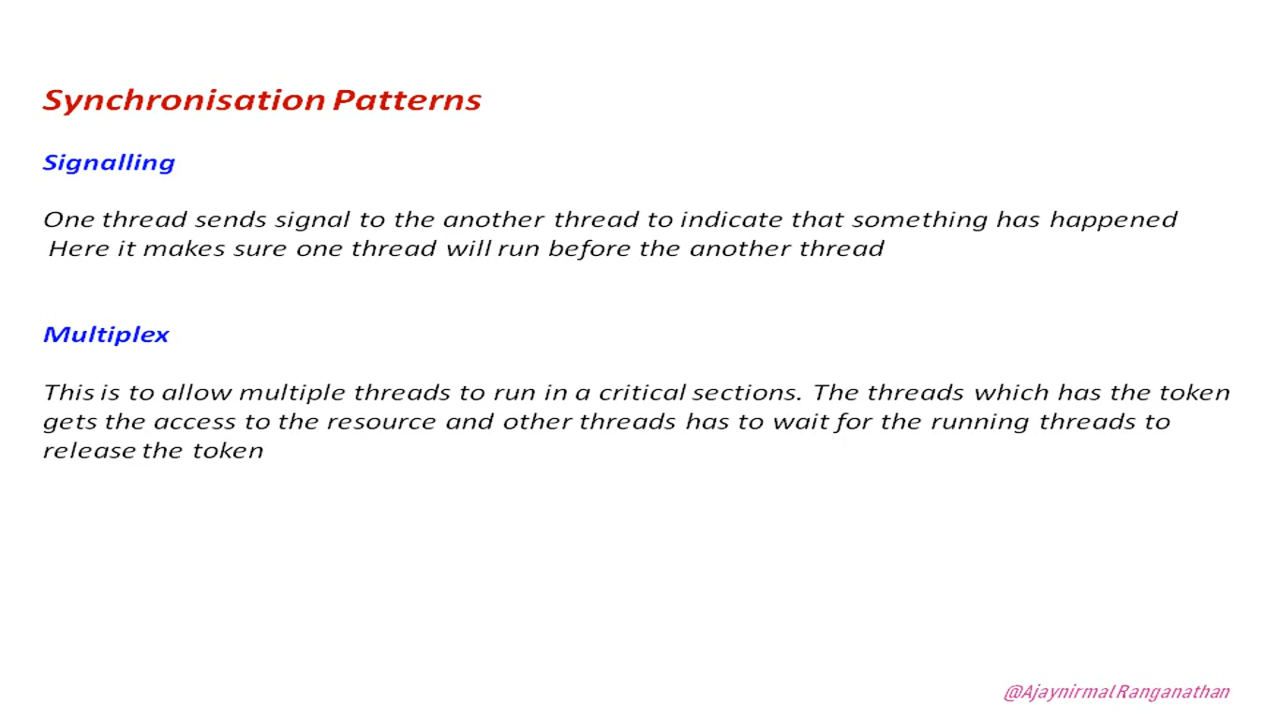 Synchronisation Patterns
Signalling
One thread sends signal to the another thread to indicate that something has happened
Here it makes sure one thread will run before the another thread
Multiplex
This is to allow multiple threads to run in a critical sections. The threads which has the token
gets the access to the resource and other threads has to wait for the running threads to
release the token
@Ajaynirmal Ranganathan